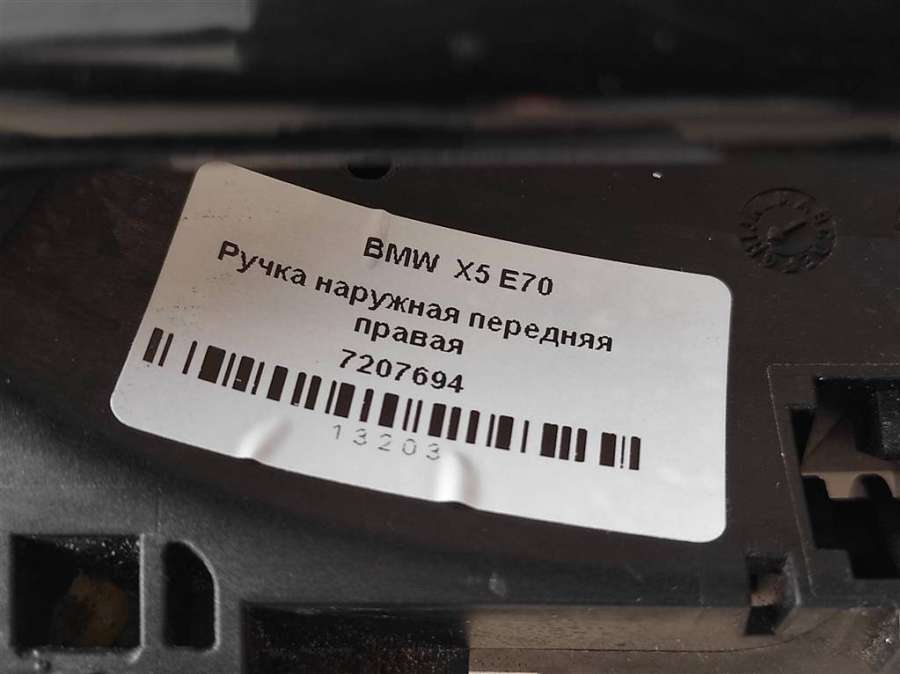 BMW X5 E70
Ручка наружная передняя
правая
7207694
13203